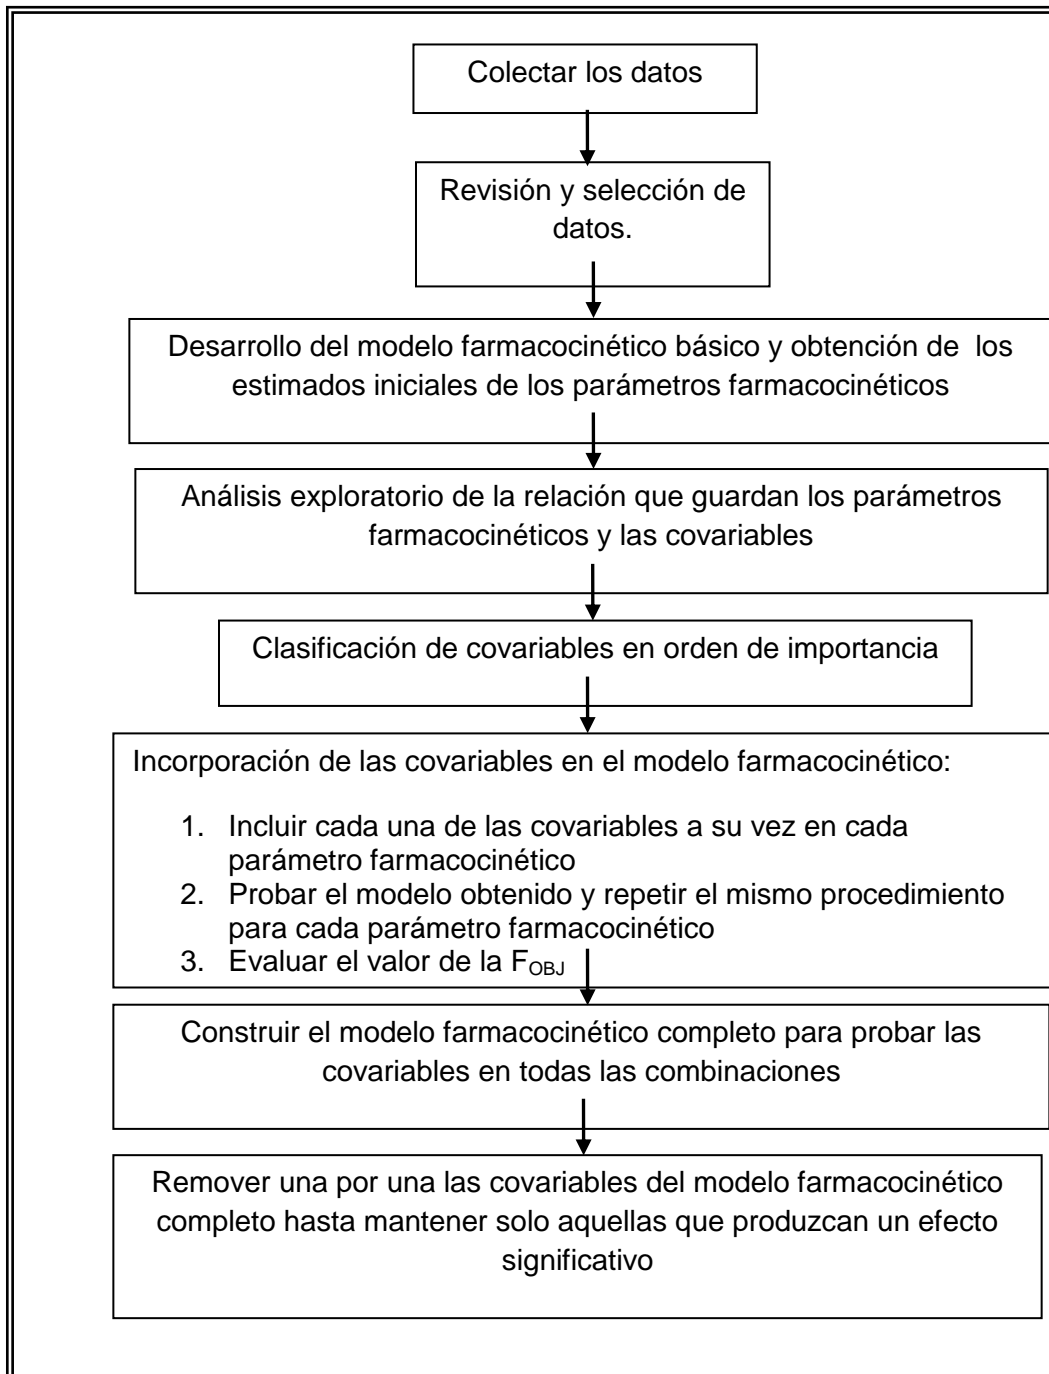 Colectar los datos
Revisión y selección de
datos.
Desarrollo del modelo farmacocinético básico y obtención de los
estimados iniciales de los parámetros farmacocinéticos
Análisis exploratorio de la relación que guardan los parámetros
farmacocinéticos y las covariables
Clasificación de covariables en orden de importancia
Incorporación de las covariables en el modelo farmacocinético:
1. Incluir cada una de las covariables a su vez en cada
parámetro farmacocinético
2. Probar el modelo obtenido y repetir el mismo procedimiento
para cada parámetro farmacocinético
3. Evaluar el valor de la FOBJ
Construir el modelo farmacocinético completo para probar las
covariables en todas las combinaciones
Remover una por una las covariables del modelo farmacocinético
completo hasta mantener solo aquellas que produzcan un efecto
significativo